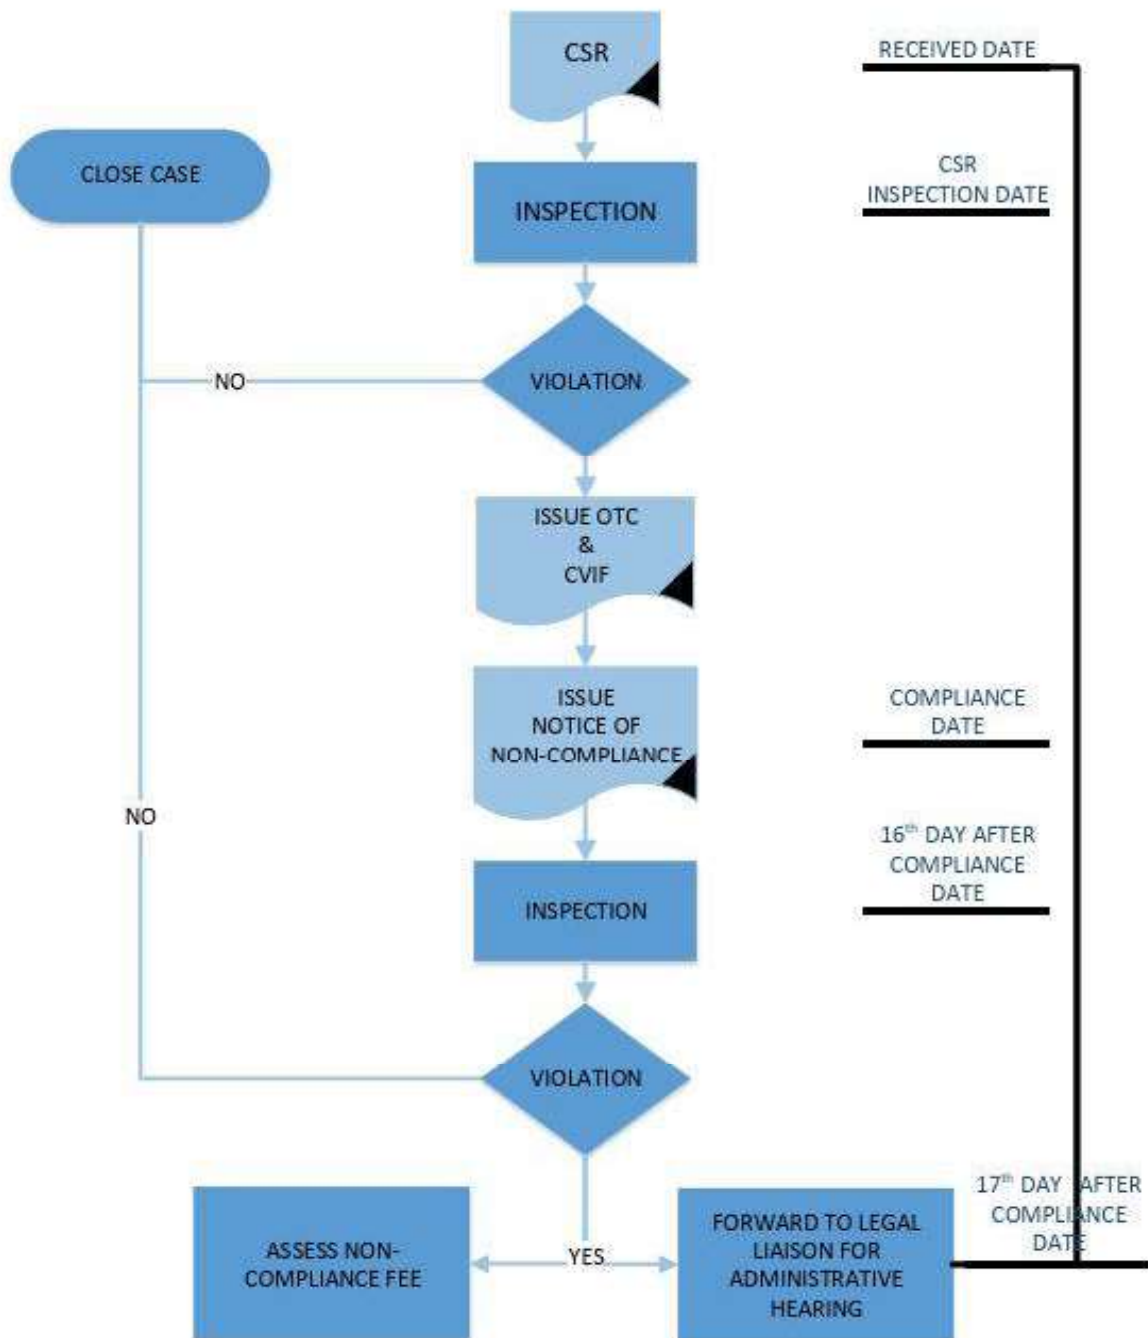 CSR
RECEIVED DATE
CLOSE CASE
INSPECTION
CSR
INSPECTION DATE
NO
VIOLATION
ISSUE OTC
&
CVIF
ISSUE
NOTICE OF
NON-COMPLIANCE
COMPLIANCE
DATE
NO
INSPECTION
16th DAY AFTER
COMPLIANCE
DATE
VIOLATION
ASSESS NON-
COMPLIANCE FEE
YES
FORWARD TO LEGAL
LIAISON FOR
ADMINISTRATIVE
HEARING
17th DAY AFTER
COMPLIANCE
DATE